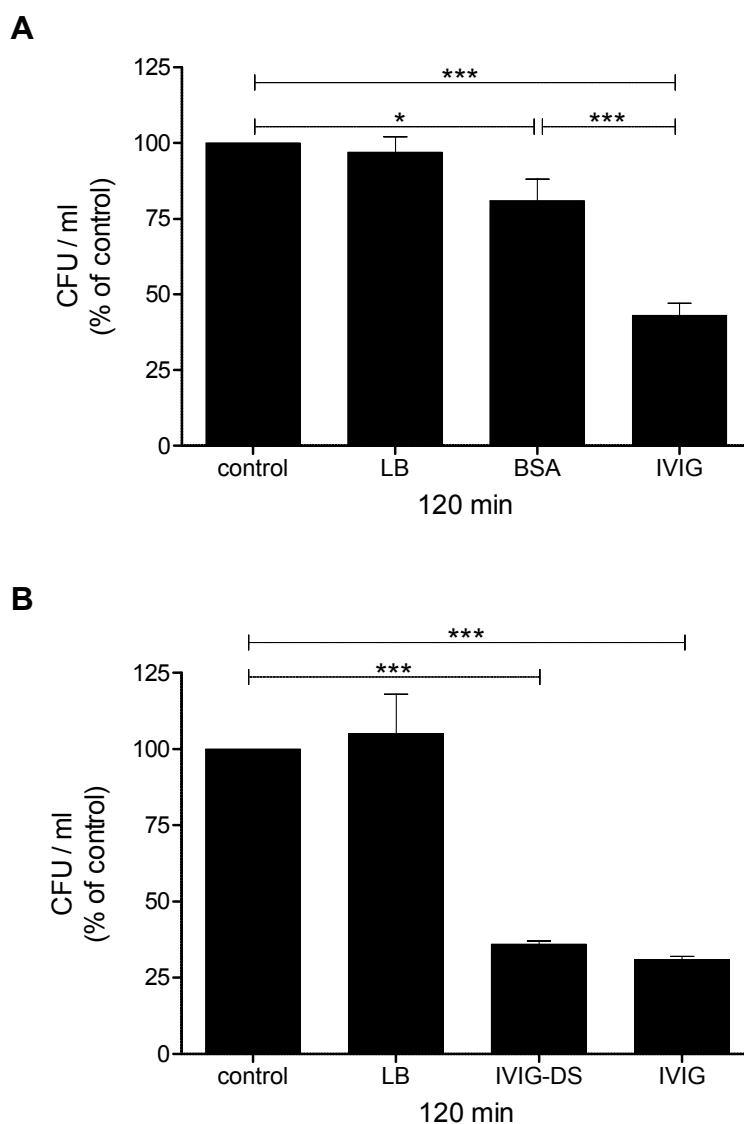 A
125
100
75
50
25
0
CFU / ml
(% of control)
***
*
***
control LB BSA IVIG
120 min
B
125
100
75
50
25
0
CFU / ml
(% of control)
***
***
control LB IVIG-DS IVIG
120 min